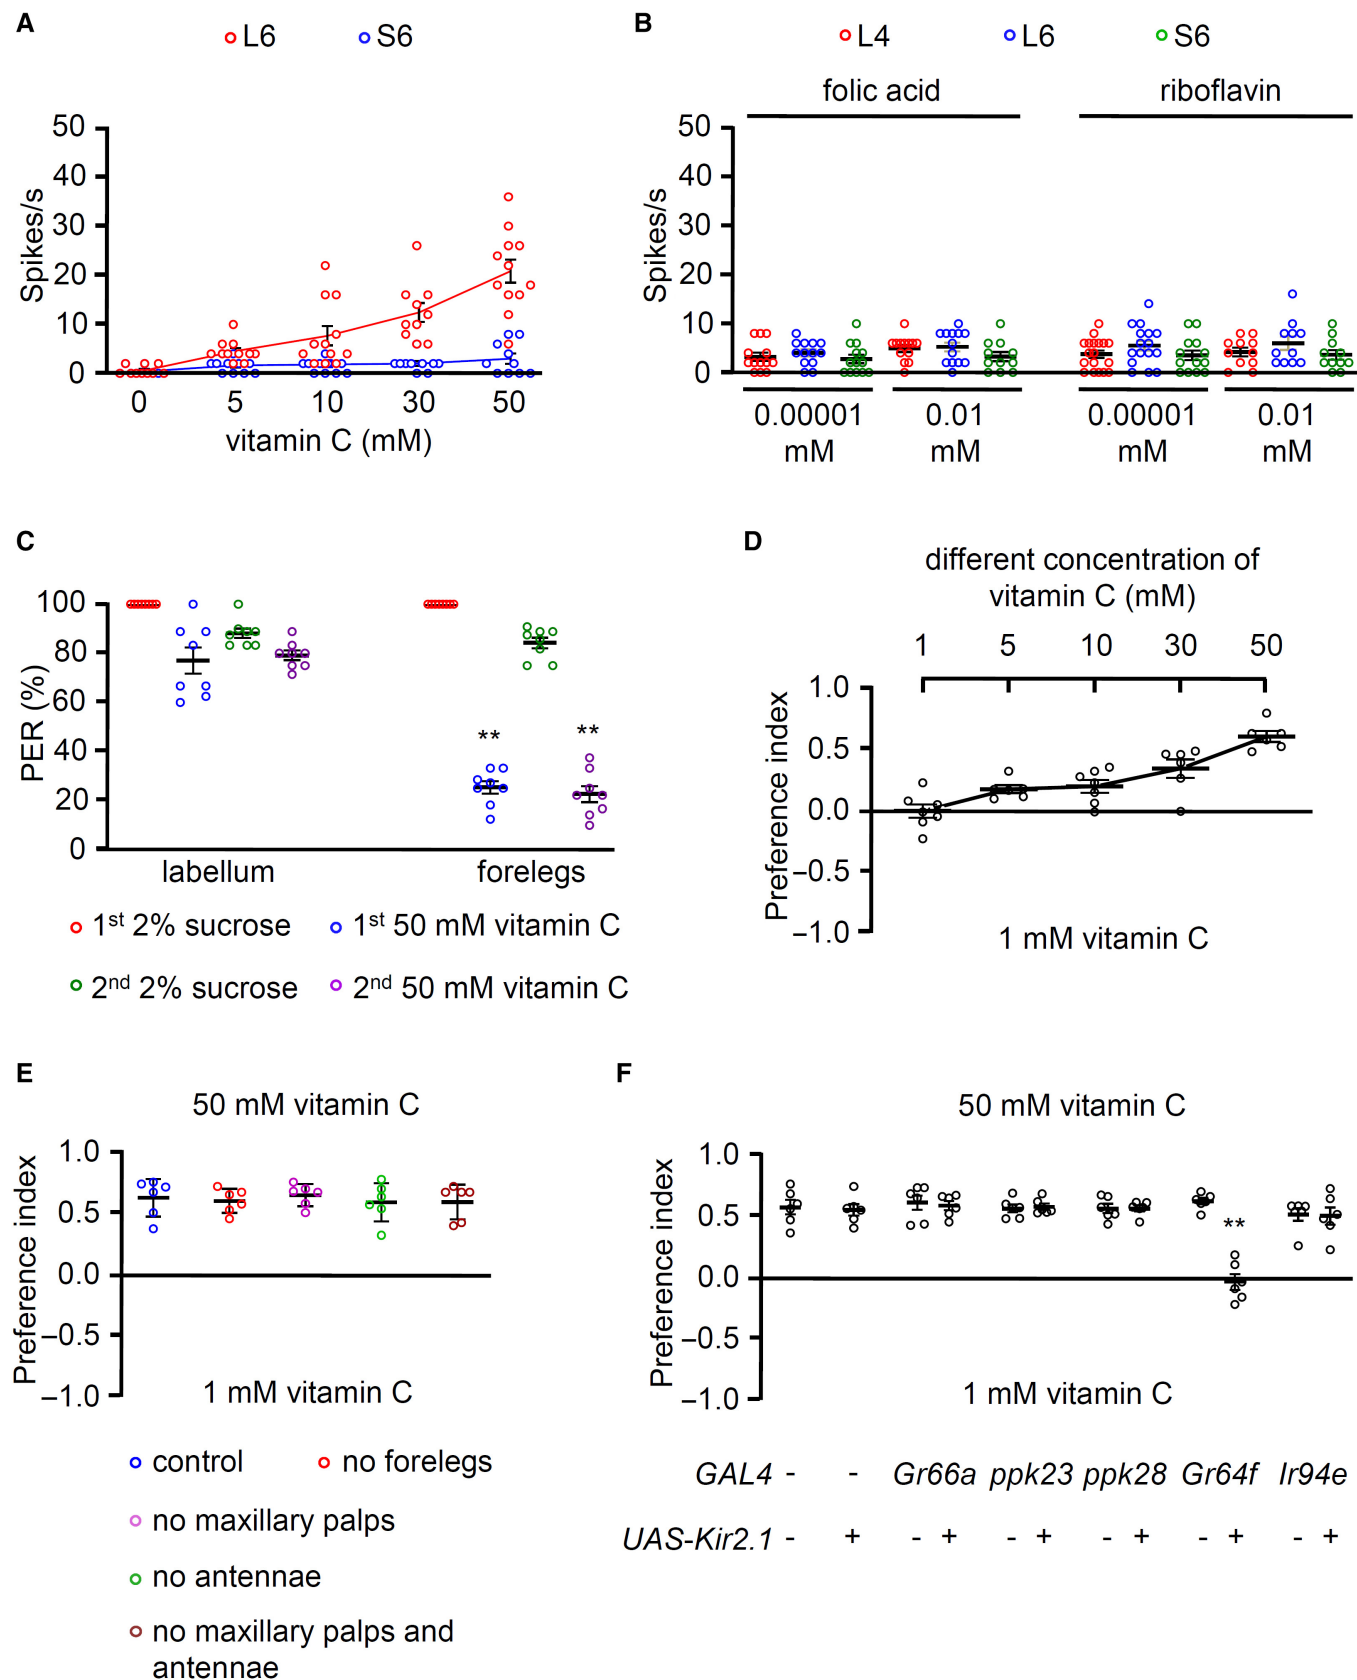 A
L6 S6
50
40
30
20
10
0
Spikes/s
0 5 10 30 50
vitamin C (mM)
B
L4 L6 S6
folic acid riboflavin
50
40
30
20
10
0
Spikes/s
0.00001 0.01 0.00001 0.01
mM mM mM mM
C
100
80
60
40
20
0
PER (%)
** **
labellum forelegs
1st 2% sucrose 1st 50 mM vitamin C
2nd 2% sucrose 2nd 50 mM vitamin C
D
different concentration of
vitamin C (mM)
1 5 10 30 50
1.0
0.5
0.0
−0.5
−1.0
Preference index
1 mM vitamin C
E
50 mM vitamin C
1.0
0.5
0.0
−0.5
−1.0
Preference index
1 mM vitamin C
control no forelegs
no maxillary palps
no antennae
no maxillary palps and
antennae
F
50 mM vitamin C
1.0
0.5
0.0
−0.5
−1.0
Preference index
**
1 mM vitamin C
GAL4 - - Gr66a ppk23 ppk28 Gr64f Ir94e
UAS-Kir2.1 - + - + - + - + - + - +